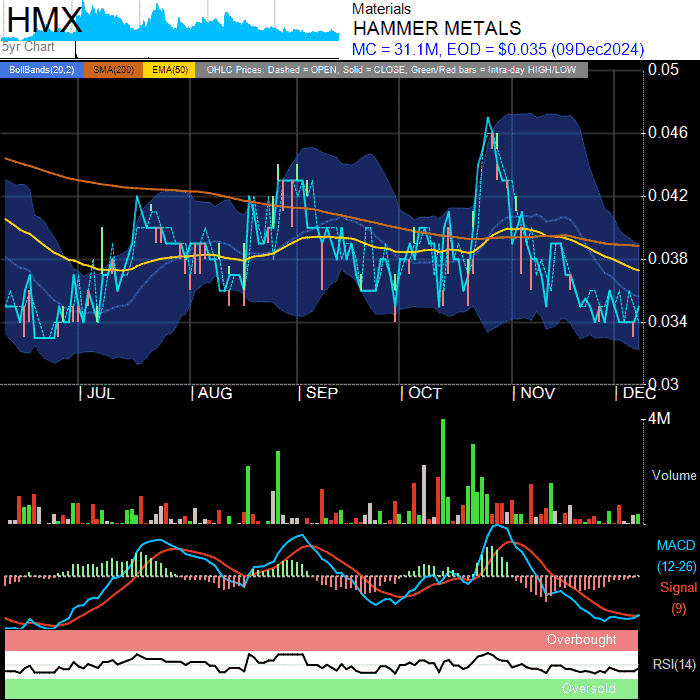 HMX
5yr Chart
Materials
HAMMER METALS
MC = 31.1M, EOD = $0.035 (09Dec2024)
BollBands(20,2) SMA(200) EMA(50) OHLC Prices: Dashed = OPEN, Solid = CLOSE, Green/Red bars = Intra-day HIGH/LOW
0.05
0.046
0.042
0.038
0.034
0.03
JUL AUG SEP OCT NOV DEC
4M
Volume
MACD
(12-26)
Signal
(9)
Overbought
RSI(14)
Oversold